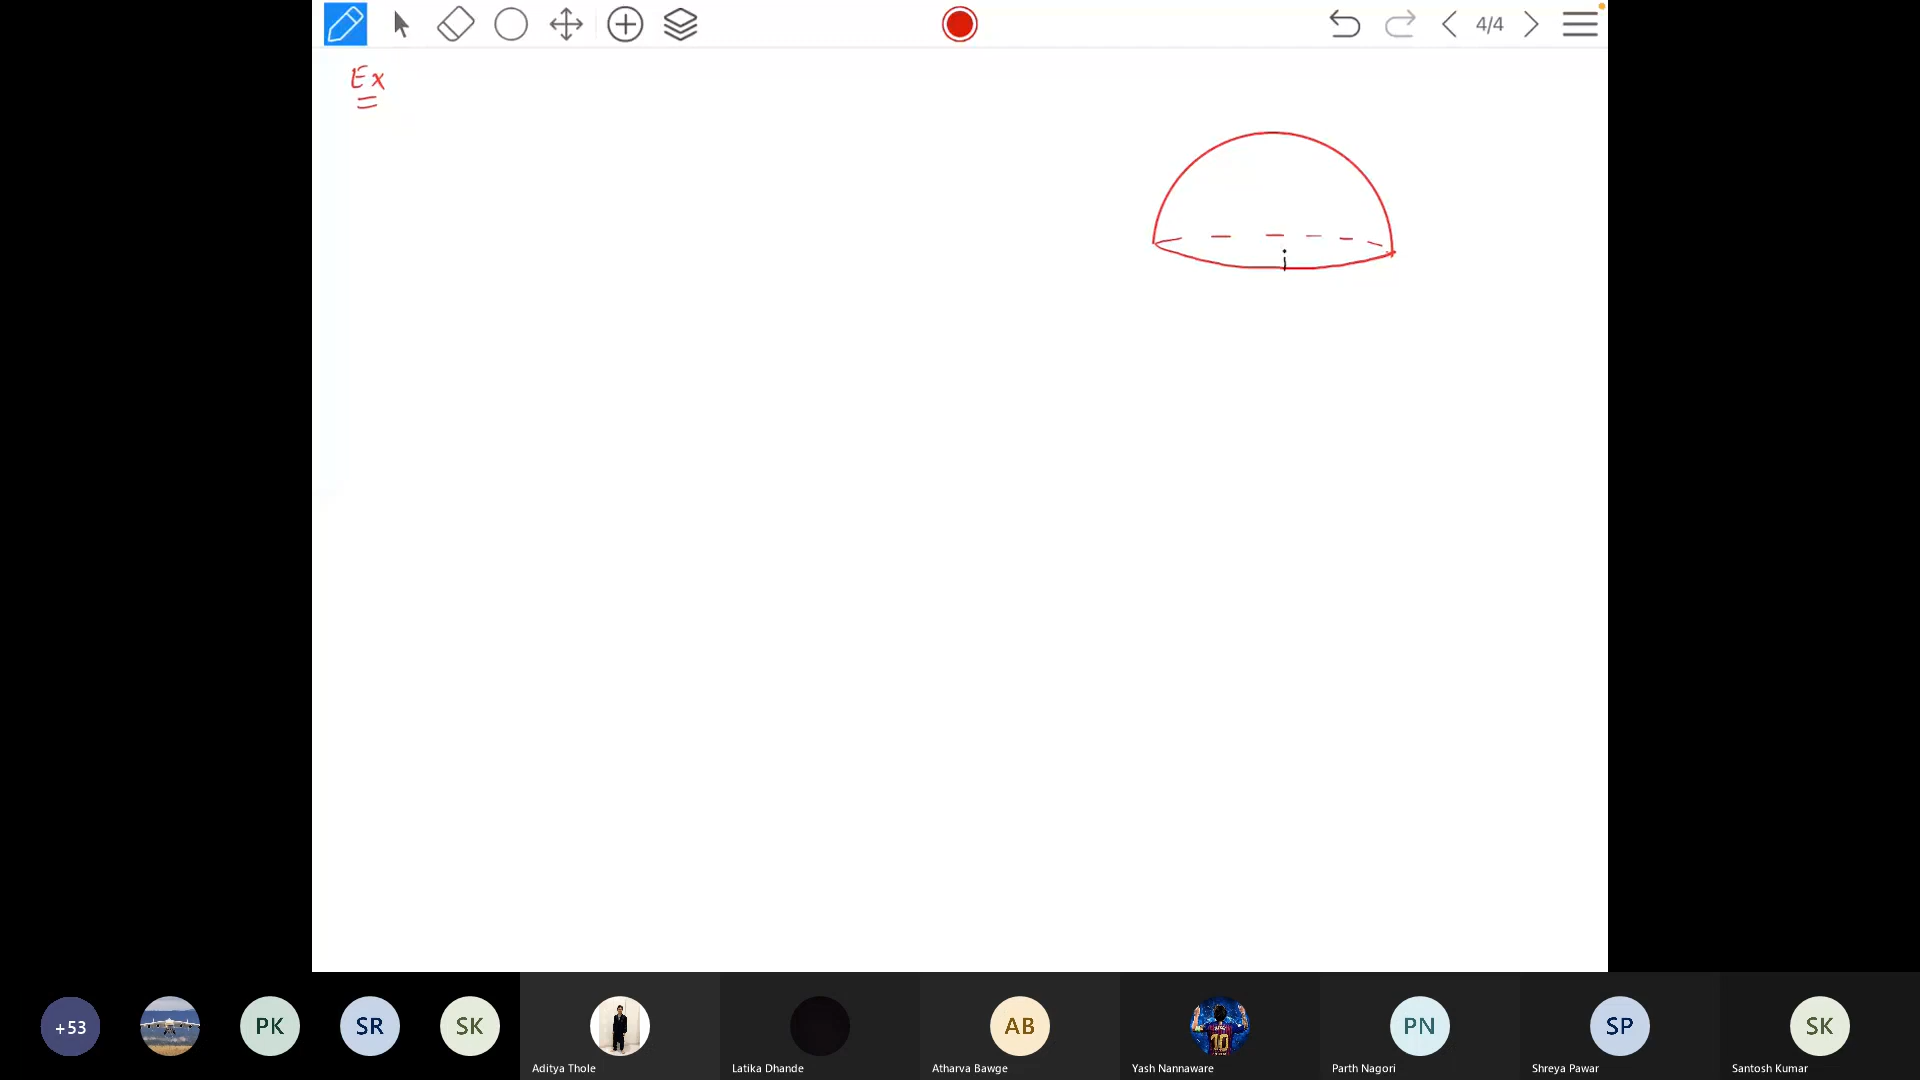 4/4
Ex
+53
PK
SR
SK
AB
10
PN
SP
SK
Aditya Thole
Latika Dhande
Atharva Bawge
Yash Nannaware
Parth Nagori
Shreya Pawar
Santosh Kumar